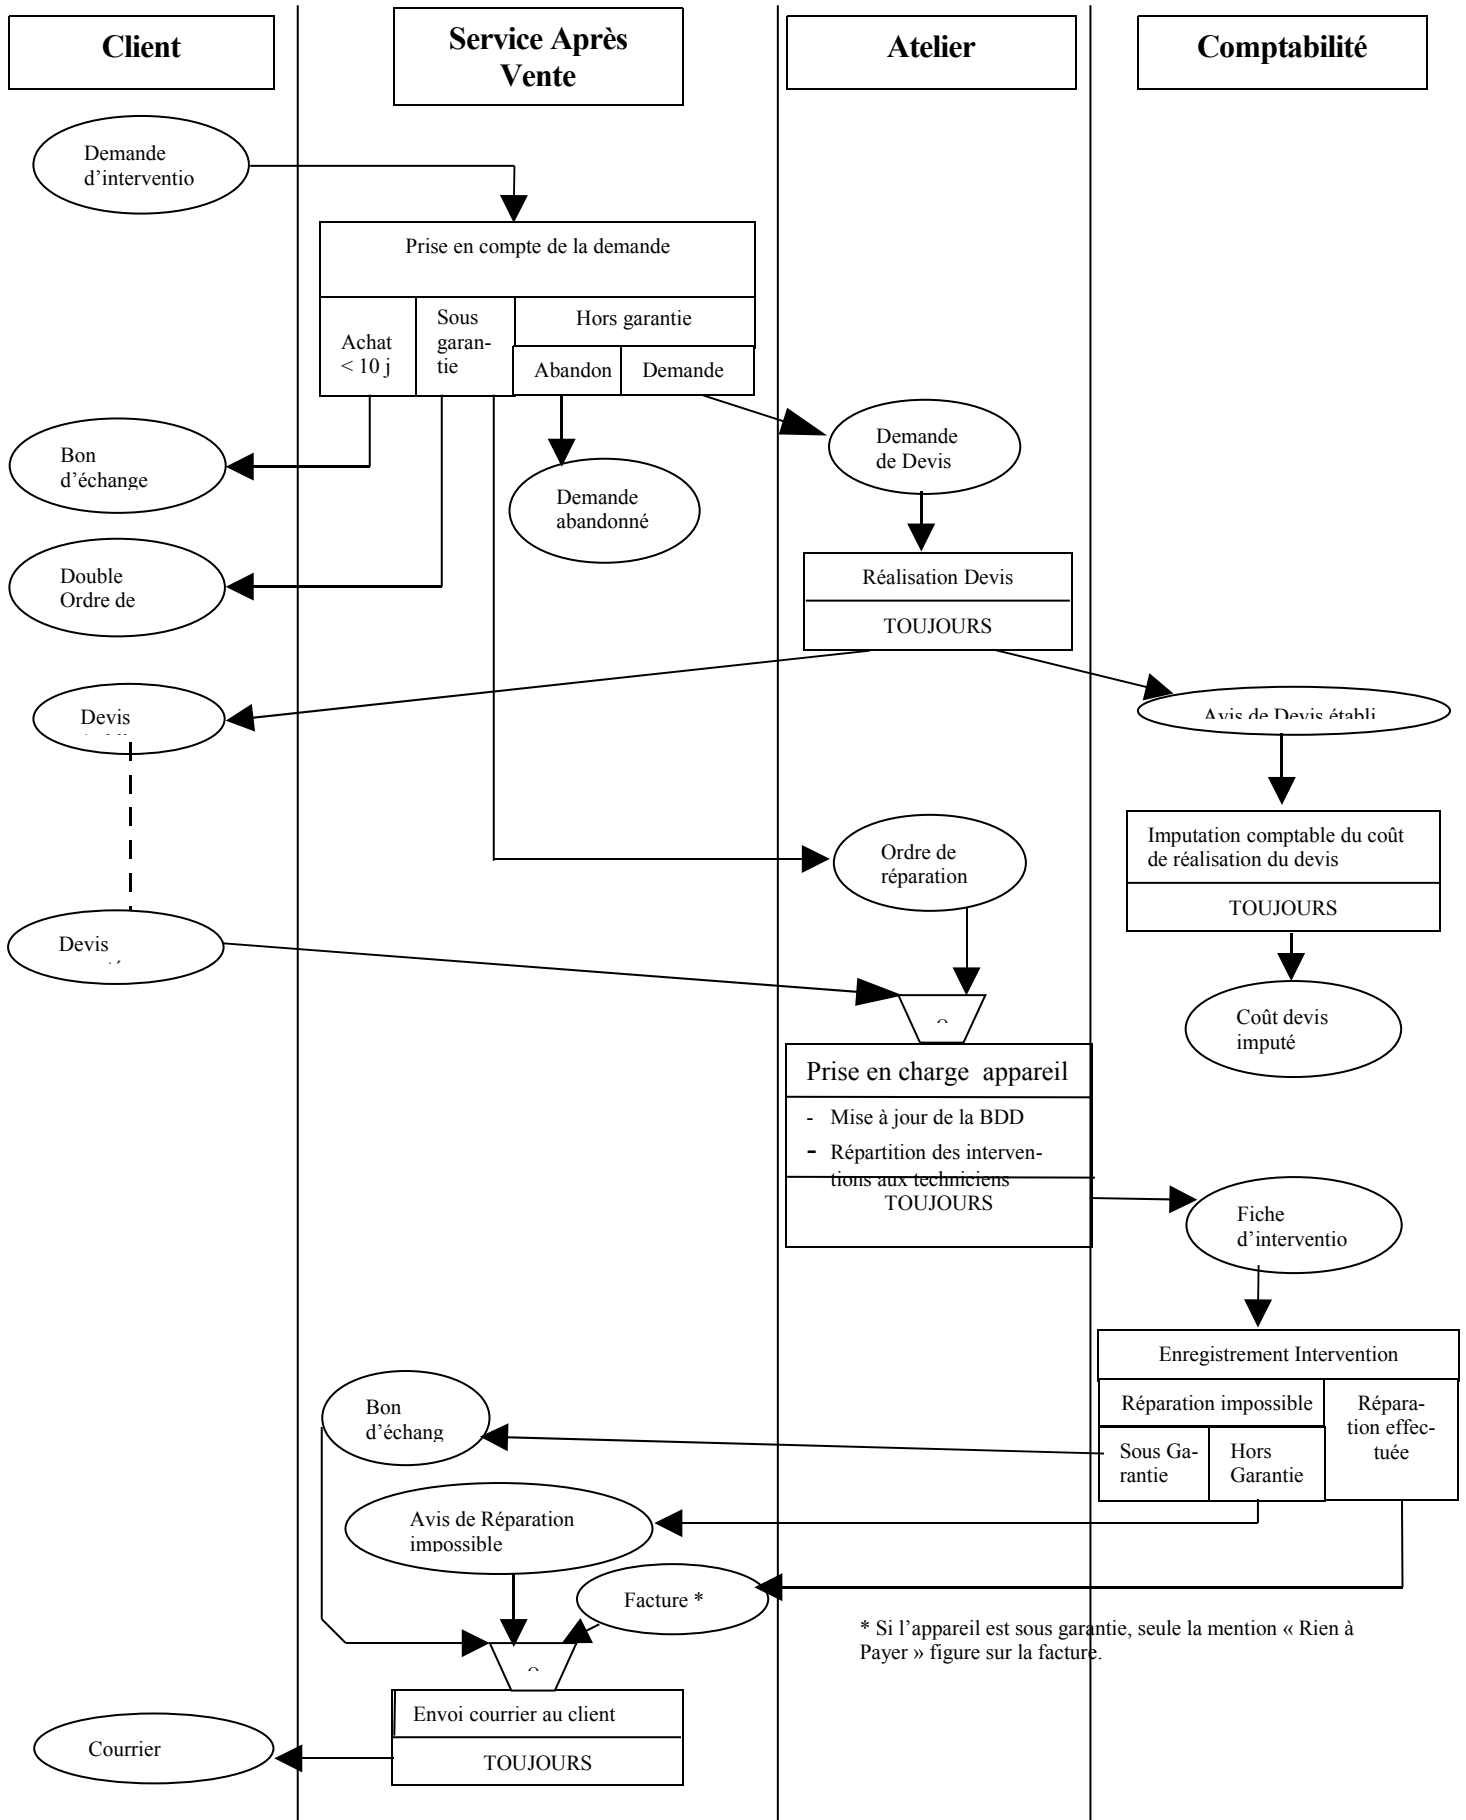 Client
Service Après
Vente
Atelier
Comptabilité
Demande
d'interventio
Prise en compte de la demande
Achat
< 10 j
Sous
garan-
tie
Hors garantie
Abandon
Demande
Bon
d'échange
Demande
abandonné
Demande
de Devis
Double
Ordre de
Réalisation Devis
TOUJOURS
Devis
Avis de Devis établi
Imputation comptable du coût
de réalisation du devis
TOUJOURS
Ordre de
réparation
Devis
Coût devis
imputé
Prise en charge appareil
- Mise à jour de la BDD
- Répartition des interven-
tions aux techniciens
TOUJOURS
Fiche
d'interventio
Enregistrement Intervention
Réparation impossible
Sous Ga-
rantie
Hors
Garantie
Répara-
tion effec-
tuée
Bon
d'échang
Avis de Réparation
impossible
Facture *
* Si l'appareil est sous garantie, seule la mention « Rien à
Payer » figure sur la facture.
Envoi courrier au client
TOUJOURS
Courrier